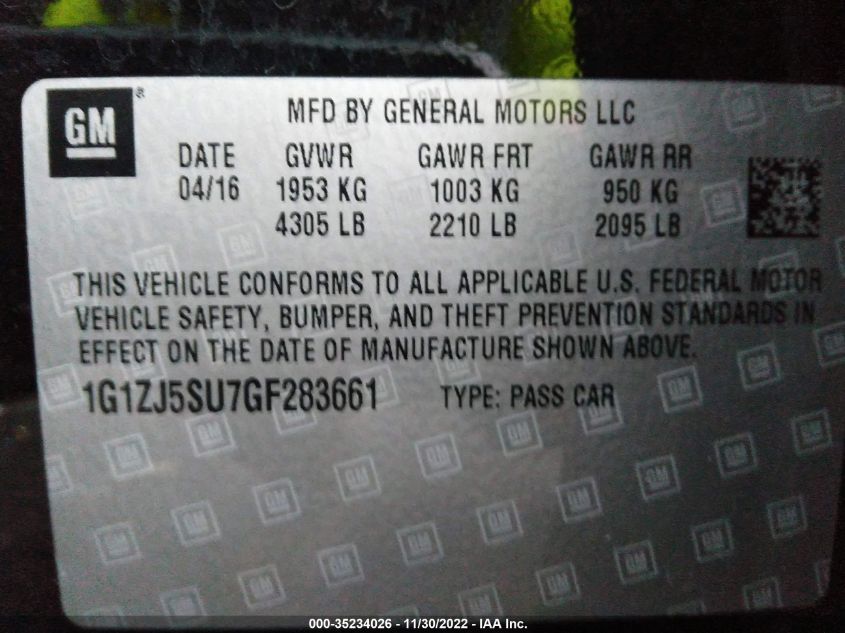 GM®
MFD BY GENERAL MOTORS LLC
DATE GVWR GAWR FRT GAWR RR
04/16 1953 KG 1003 KG 950 KG
4305 LB 2210 LB 2095 LB
THIS VEHICLE CONFORMS TO ALL APPLICABLE U.S. FEDERAL MOTOR
VEHICLE SAFETY, BUMPER, AND THEFT PREVENTION STANDARDS IN
EFFECT ON THE DATE OF MANUFACTURE SHOWN ABOVE.
1G1ZJ5SU7GF283661 TYPE: PASS CAR
000-35234026 - 11/30/2022 - IAA Inc.